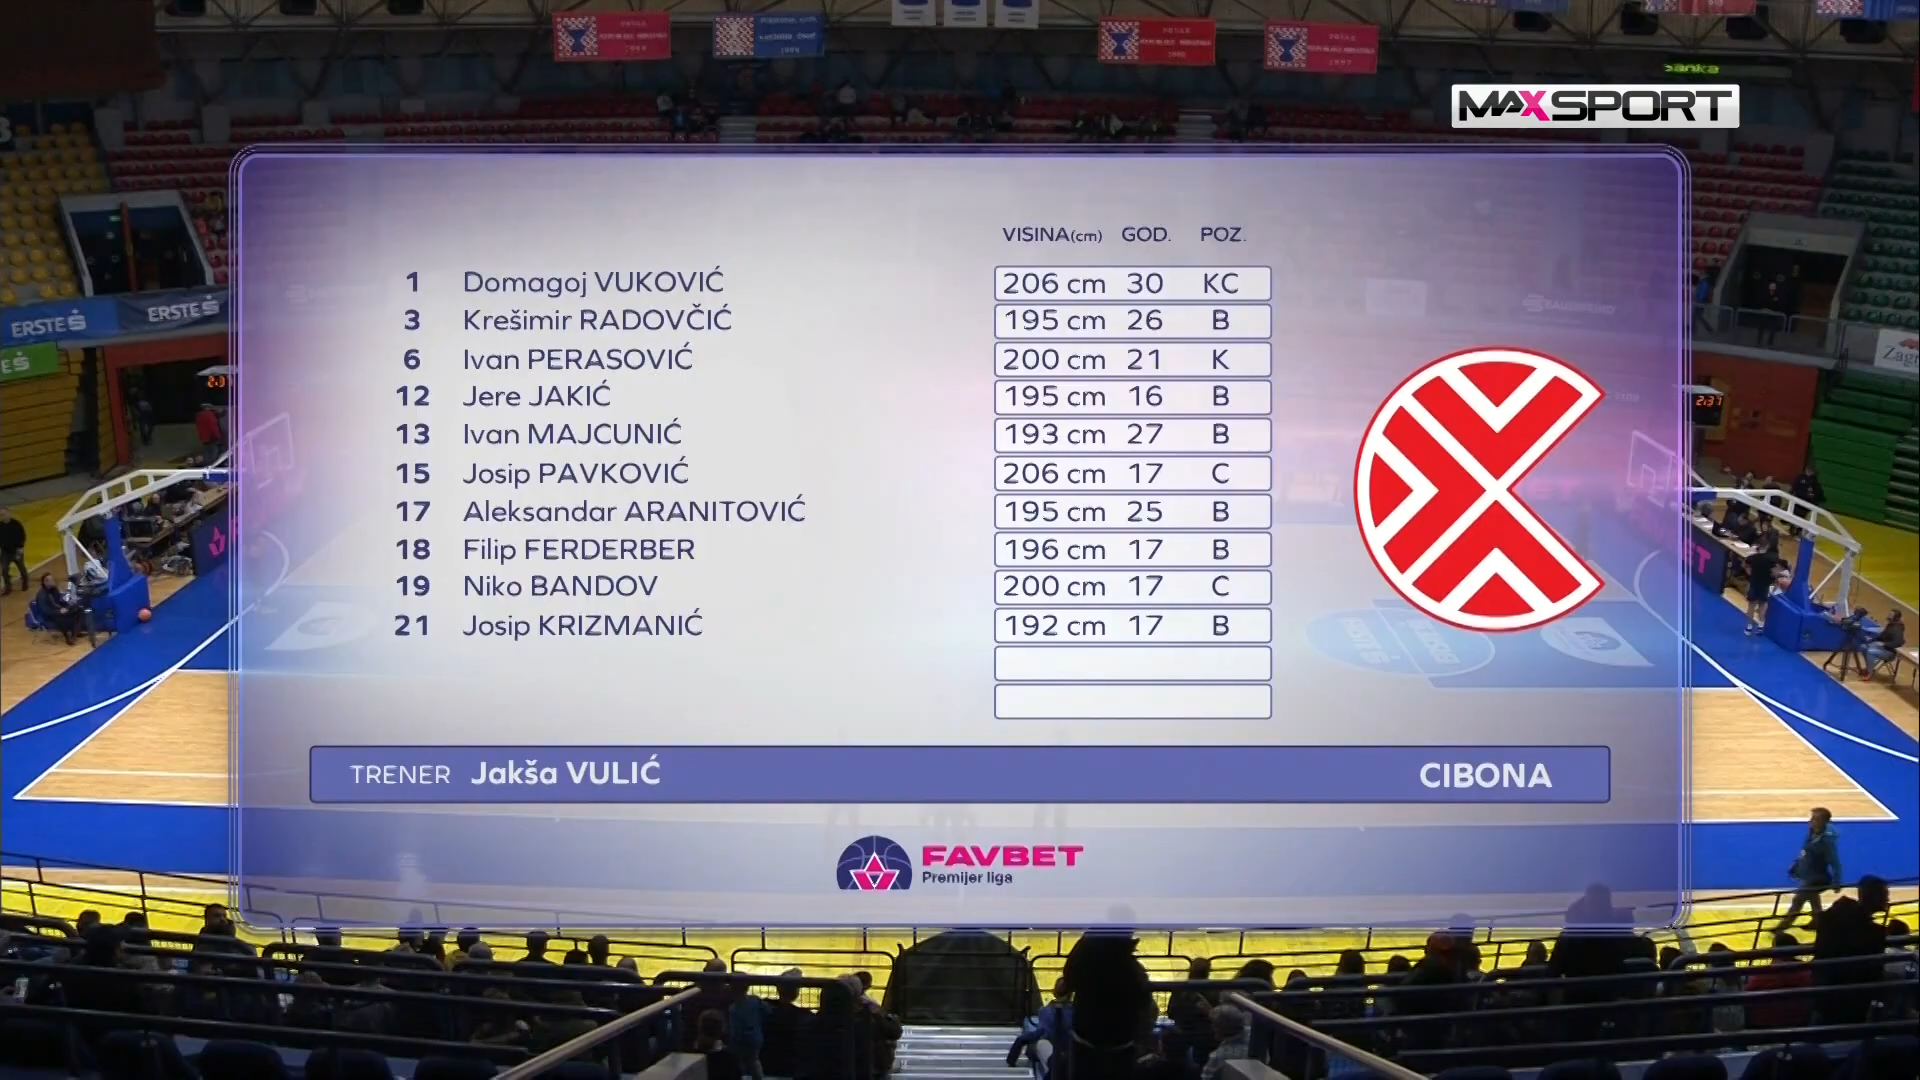 MAXSPORT
VISINA(cm) GOD. POZ.
1 Domagoj VUKOVIĆ 206 cm 30 KC
3 Krešimir RADOVČIĆ 195 cm 26 B
6 Ivan PERASOVIĆ 200 cm 21 K
12 Jere JAKIĆ 195 cm 16 B
13 Ivan MAJCUNIĆ 193 cm 27 B
15 Josip PAVKOVIĆ 206 cm 17 C
17 Aleksandar ARANITOVIĆ 195 cm 25 B
18 Filip FERDERBER 196 cm 17 B
19 Niko BANDOV 200 cm 17 C
21 Josip KRIZMANIĆ 192 cm 17 B
ERSTE
ERSTE
2:37
TRENER Jakša VULIĆ CIBONA
FAVBET
Premijer liga